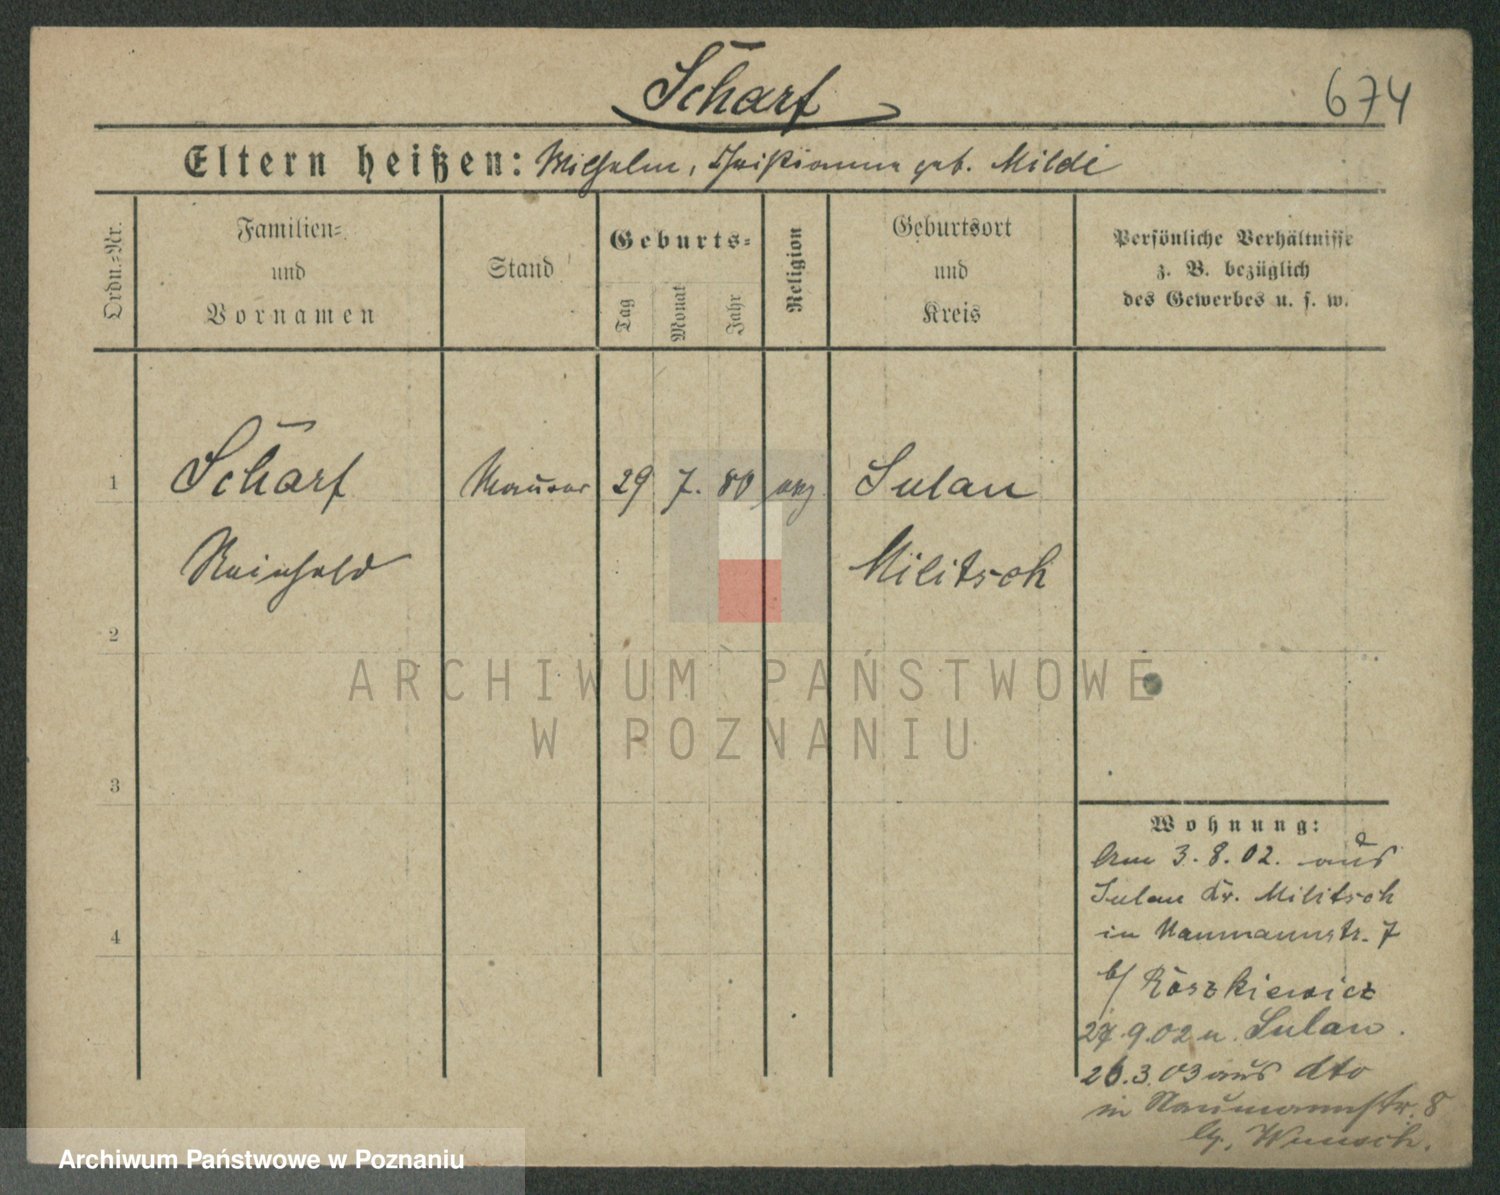 Scharf
674
Eltern heißen: Wilhelm, Christianna geb. Milde
Ordn.-Nr.
Familien-
und
Vornamen
Stand
Geburts-
Tag
Monat
Jahr
Religion
Geburtsort
und
Kreis
Persönliche Verhältnisse
z. B. bezüglich
des Gewerbes u. s. w.
1
Scharf
Maurer
29
7.
80
evg
Sulau
Reinhold
Militsch
2
ARCHIWUM PAŃSTWOWE
W POZNANIU
3
4
Wohnung:
Am 3. 8. 02. aus
Sulau Kr. Militsch
in Naumannstr. 7
b/ Roszkiewicz
27.9.02 n. Sulau.
26.3.03 aus dto
in Naumannstr. 8
Wunsch.
Archiwum Państwowe w Poznaniu